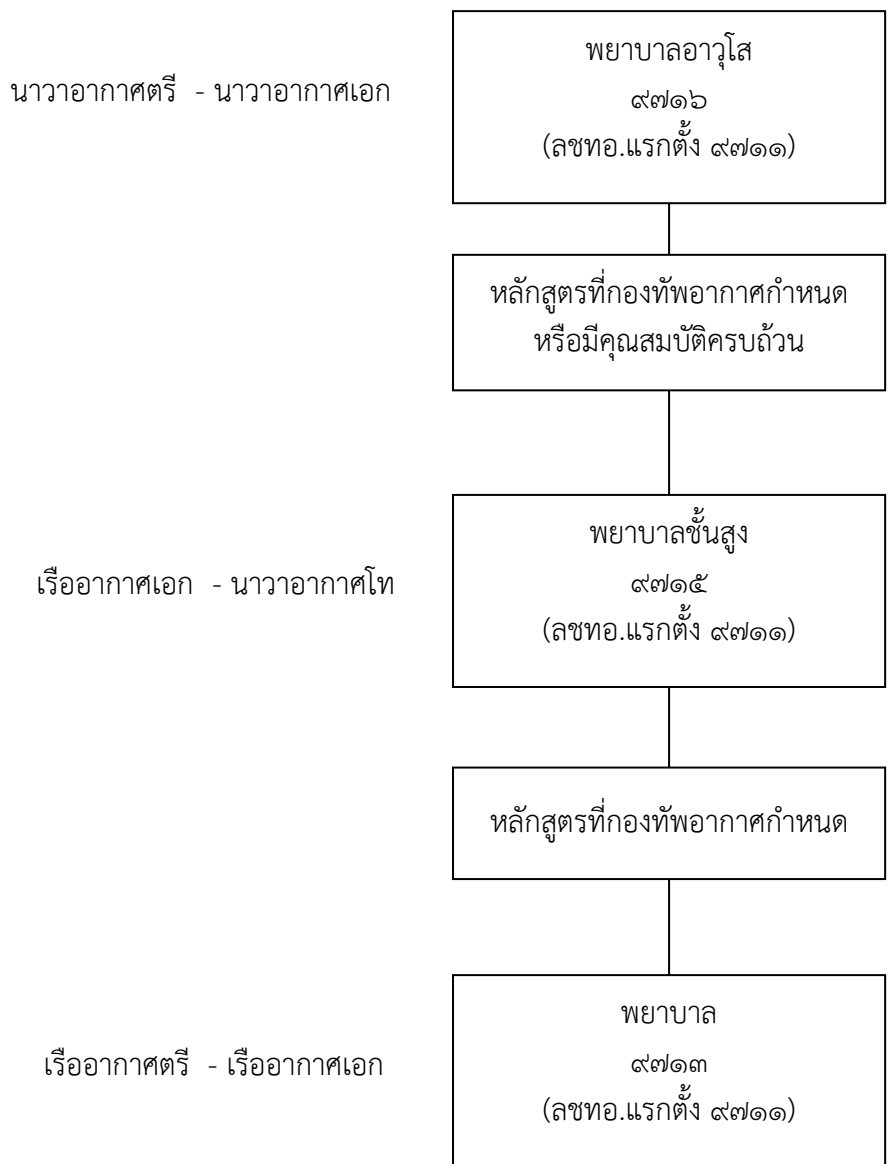 พยาบาลอาวุโส
นาวาอากาศตรี - นาวาอากาศเอก
๙๗๑๖
(ลชทอ.แรกตั้ง ๙๗๑๑)
หลักสูตรที่กองทัพอากาศกำหนด
หรือมีคุณสมบัติครบถ้วน
พยาบาลชั้นสูง
เรืออากาศเอก - นาวาอากาศโท
๙๗๑๕
(ลชทอ.แรกตั้ง ๙๗๑๑)
หลักสูตรที่กองทัพอากาศกำหนด
พยาบาล
เรืออากาศตรี - เรืออากาศเอก
๙๗๑๓
(ลชทอ.แรกตั้ง ๙๗๑๑)